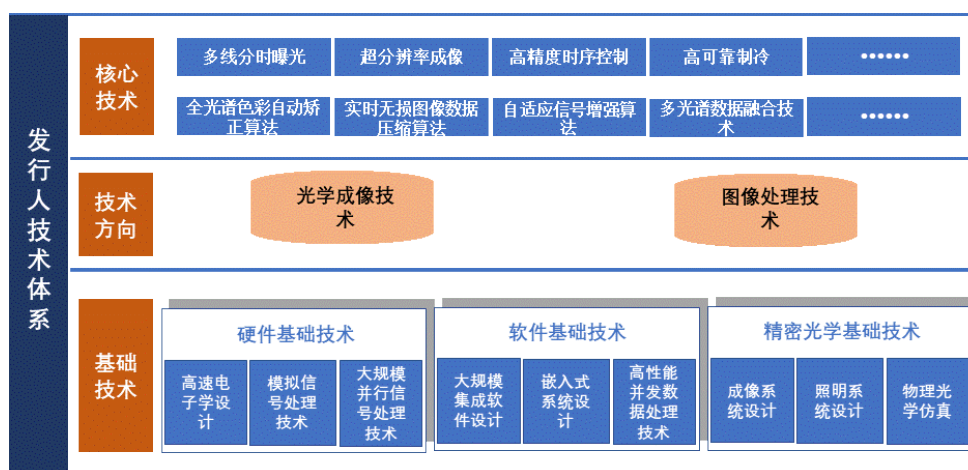 发行人技术体系
核心
技术
多线分时曝光
超分辨率成像
高精度时序控制
高可靠制冷
••••••
全光谱色彩自动矫
正算法
实时无损图像数据
压缩算法
自适应信号增强算
法
多光谱数据融合技
术
••••••
技术
方向
光学成像技
术
图像处理技
术
基础
技术
硬件基础技术
高速电
子学设
计
模拟信
号处理
技术
大规模
并行信
号处理
技术
软件基础技术
大规模
集成软
件设计
嵌入式
系统设
计
高性能
并发数
据处理
技术
精密光学基础技术
成像系
统设计
照明系
统设计
物理光
学仿真